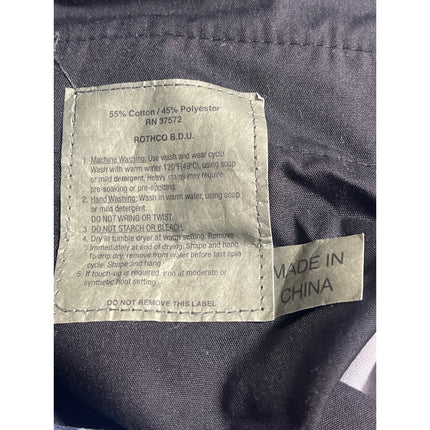 55% Cotton / 45% Polyester
RN 37572
ROTHCO B.D.U.
1. Machine Washing: Use wash and wear cycle.
Wash with warm water 120°F(49°), using soap
or mild detergent. Heavy stains may require
pre-soaking or pre-spotting.
2. Hand Washing: Wash in warm water, using soap
or mild detergent.
DO NOT WRING OR TWIST.
3. DO NOT STARCH OR BLEACH.
4. Dry in tumble dryer at warm setting. Remove
immediately at end of drying. Shape and hang.
To drip dry, remove from water before last spin
cycle. Shape and hang.
5. If touch-up is required, iron at moderate or
synthetic heat setting.
DO NOT REMOVE THIS LABEL
MADE IN
CHINA